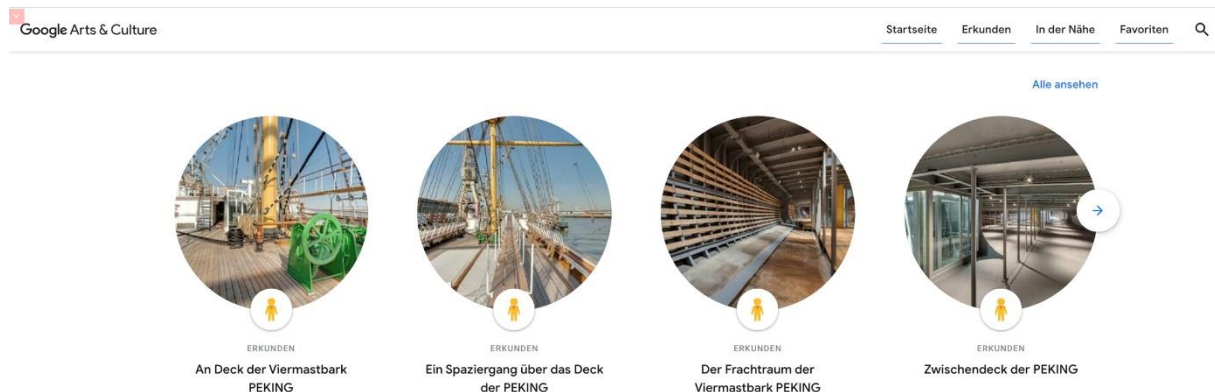 Google Arts & Culture
Startseite Erkunden In der Nähe Favoriten
Alle ansehen
ERKUNDEN
An Deck der Viermastbark
PEKING
ERKUNDEN
Ein Spaziergang über das Deck
der PEKING
ERKUNDEN
Der Frachtraum der
Viermastbark PEKING
ERKUNDEN
Zwischendeck der PEKING